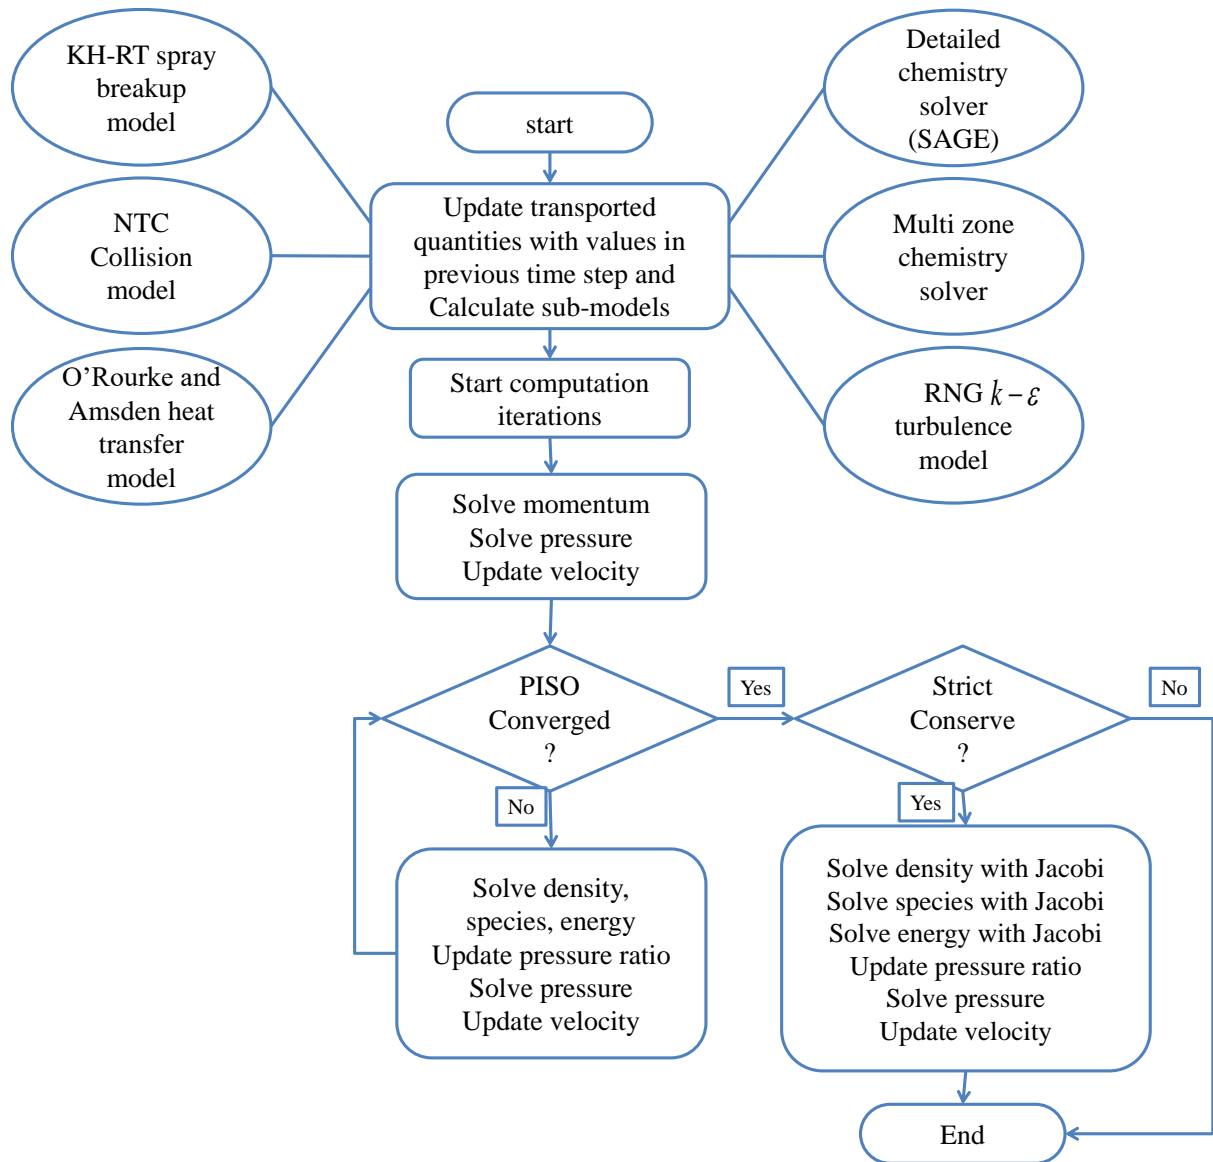 KH-RT spray
breakup
model
start
Detailed
chemistry
solver
(SAGE)
NTC
Collision
model
Update transported
quantities with values in
previous time step and
Calculate sub-models
Multi zone
chemistry
solver
O’Rourke and
Amsden heat
transfer
model
Start computation
iterations
RNG k − ε
turbulence
model
Solve momentum
Solve pressure
Update velocity
PISO
Converged
?
Yes
Strict
Conserve
?
No
No
Yes
Solve density,
species, energy
Update pressure ratio
Solve pressure
Update velocity
Solve density with Jacobi
Solve species with Jacobi
Solve energy with Jacobi
Update pressure ratio
Solve pressure
Update velocity
End